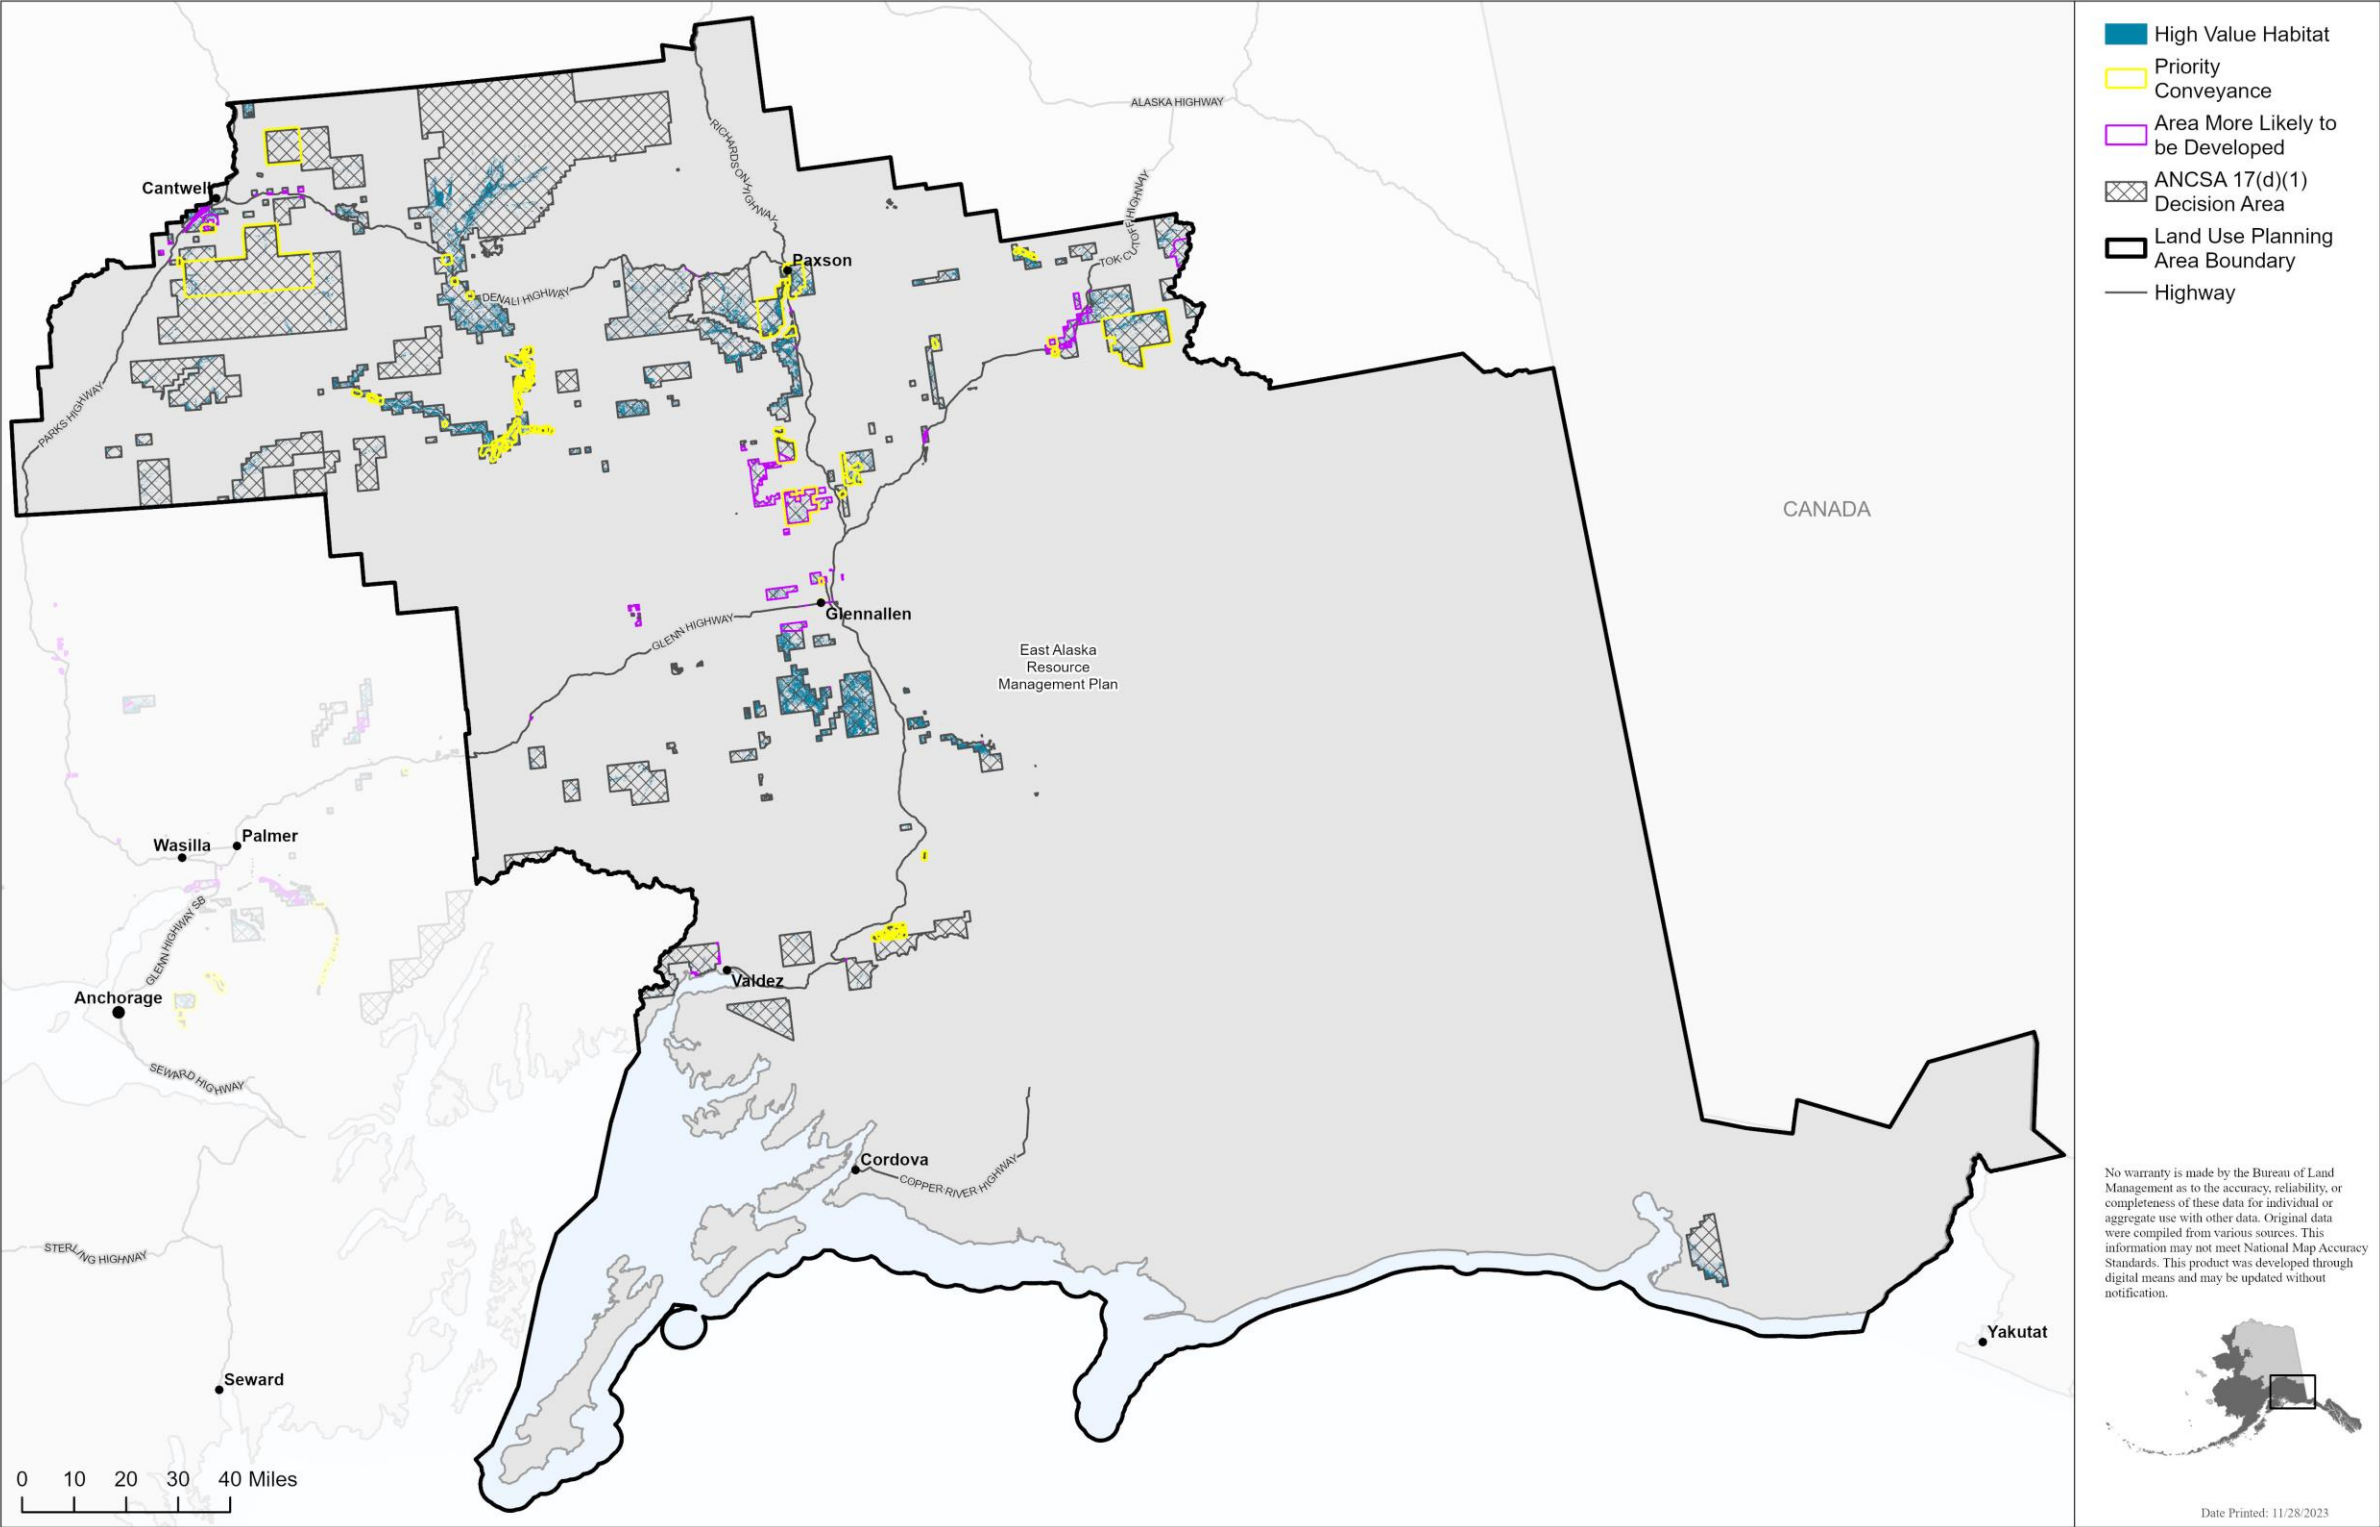 ALASKA HIGHWAY
RICHARDSON HIGHWAY
TOK CUTOFF HIGHWAY
Cantwell
Paxson
DENALI HIGHWAY
PARKS HIGHWAY
CANADA
Glennallen
GLENN HIGHWAY
East Alaska
Resource
Management Plan
Palmer
Wasilla
GLENN HIGHWAY SB
Valdez
Anchorage
SEWARD HIGHWAY
Cordova
COPPER RIVER HIGHWAY
STERLING HIGHWAY
Yakutat
Seward
0 10 20 30 40 Miles
High Value Habitat
Priority
Conveyance
Area More Likely to
be Developed
ANCSA 17(d)(1)
Decision Area
Land Use Planning
Area Boundary
Highway
No warranty is made by the Bureau of Land
Management as to the accuracy, reliability, or
completeness of these data for individual or
aggregate use with other data. Original data
were compiled from various sources. This
information may not meet National Map Accuracy
Standards. This product was developed through
digital means and may be updated without
notification.
Date Printed: 11/28/2023